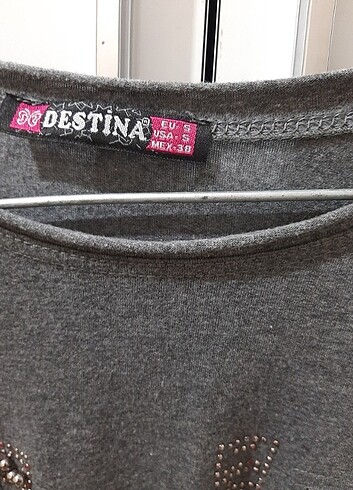 DESTINA
EU- S
USA- S
MEX-38